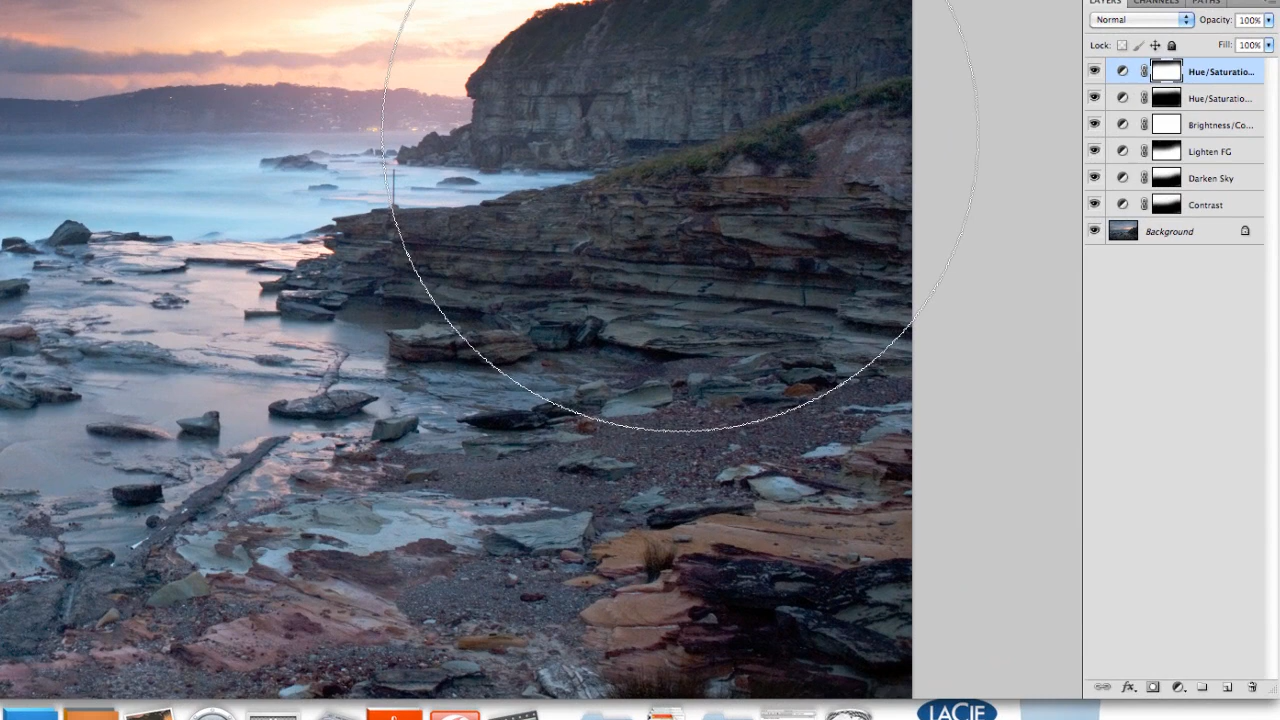 LAYERS CHANNELS PATHS
Normal Opacity: 100%
Lock: Fill: 100%
Hue/Saturatio...
Hue/Saturatio...
Brightness/Co...
Lighten FG
Darken Sky
Contrast
Background
fx
LACIE